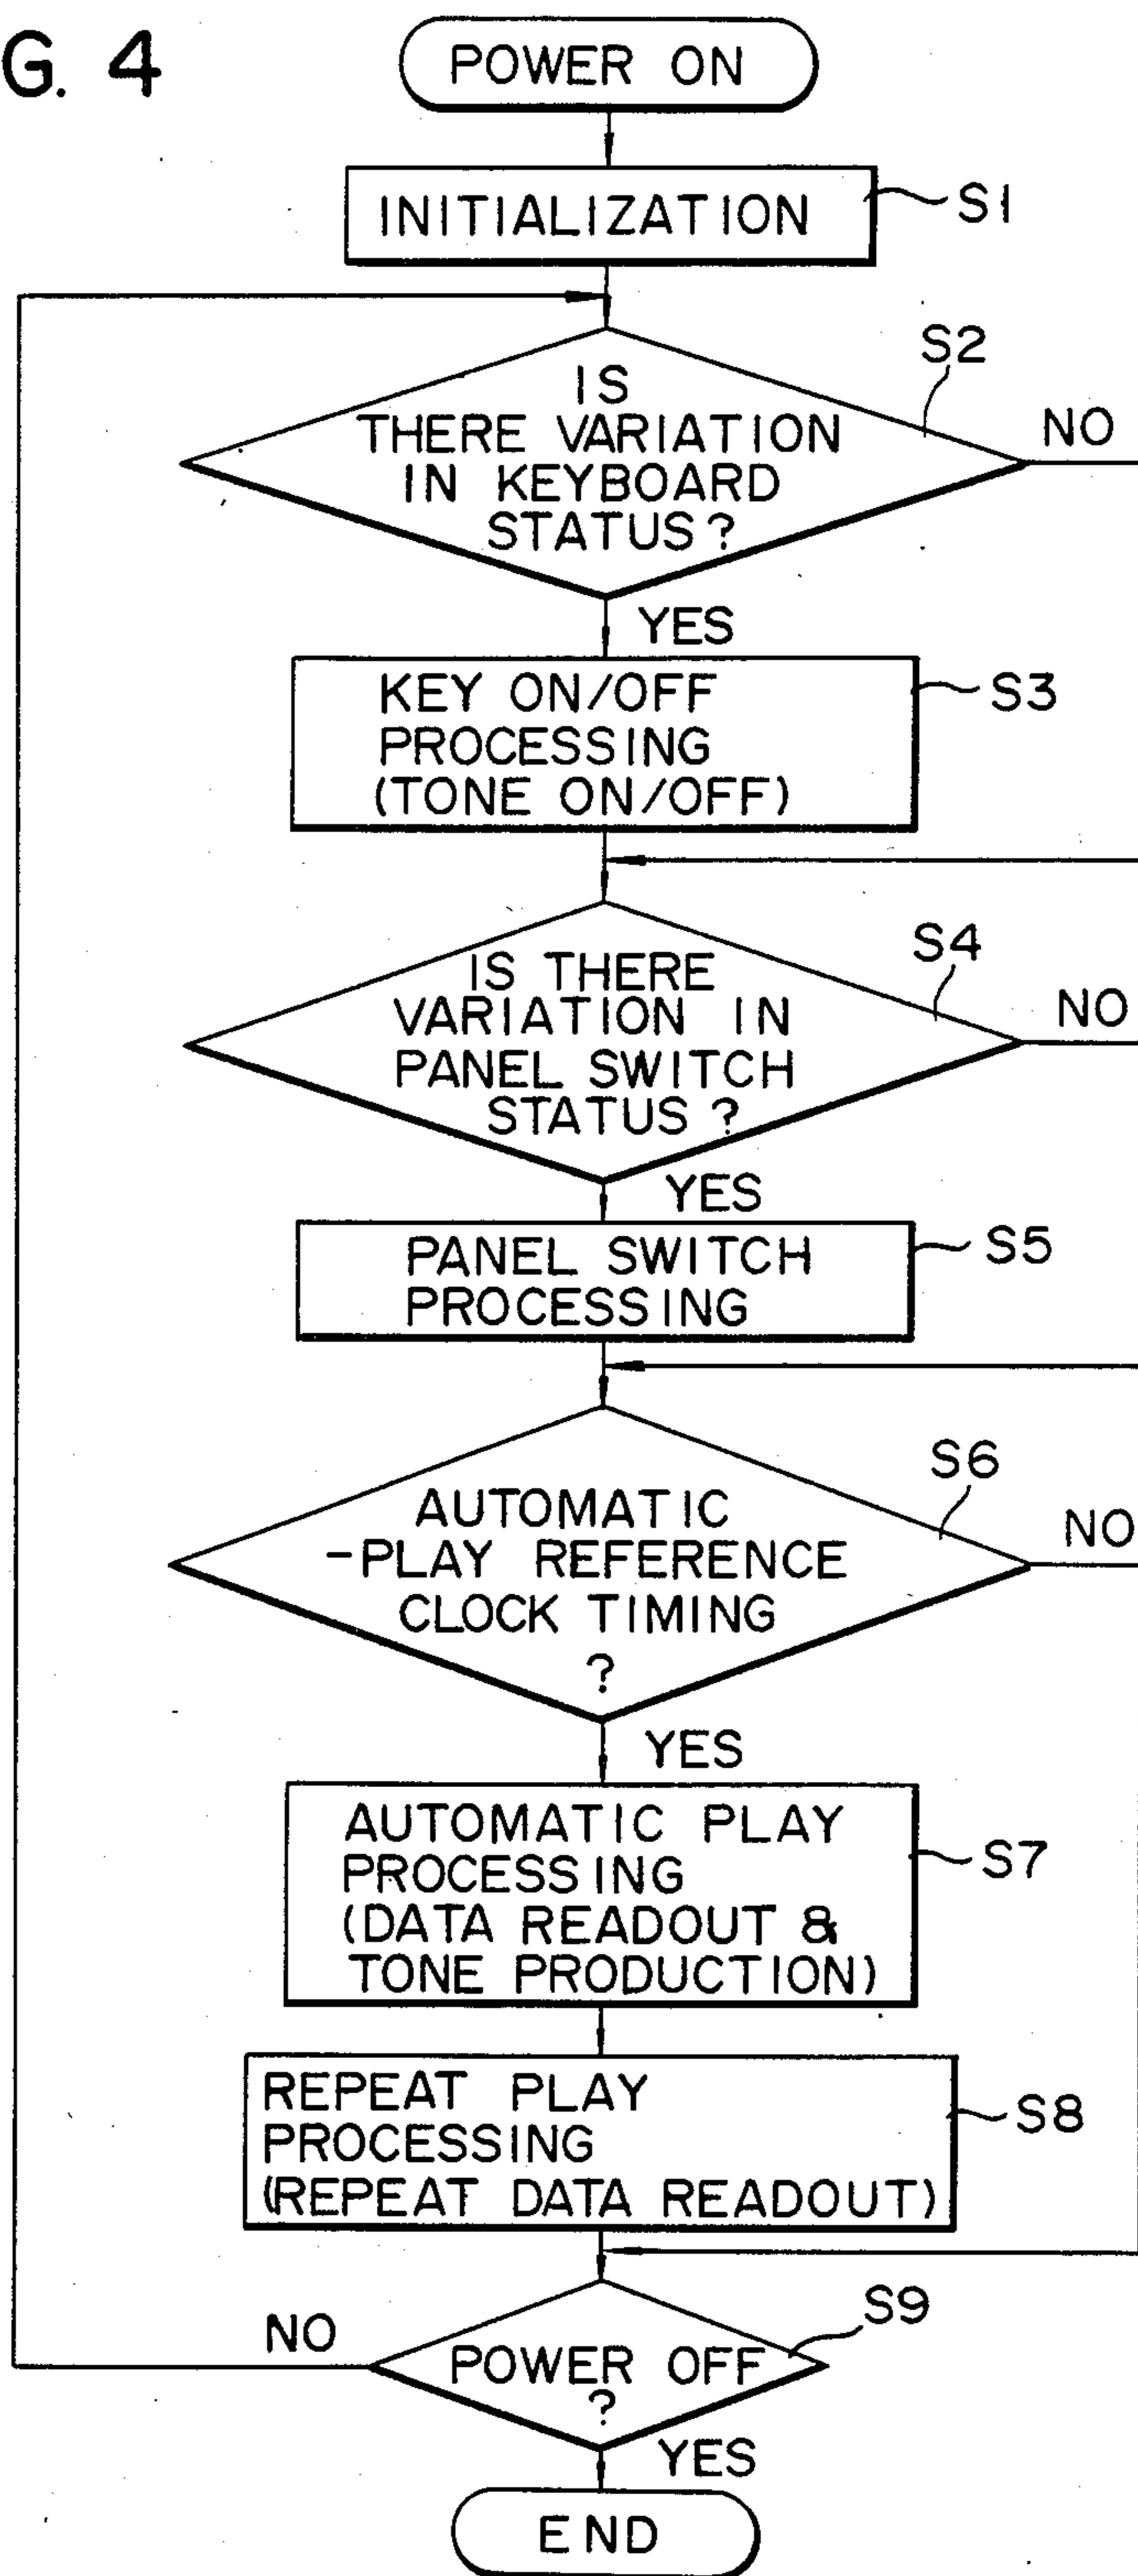 G. 4
POWER ON
INITIALIZATION
S1
S2
IS
THERE VARIATION
IN KEYBOARD
STATUS?
NO
YES
KEY ON/OFF
PROCESSING
(TONE ON/OFF)
S3
S4
IS THERE
VARIATION IN
PANEL SWITCH
STATUS?
NO
YES
PANEL SWITCH
PROCESSING
S5
S6
AUTOMATIC
-PLAY REFERENCE
CLOCK TIMING
?
NO
YES
AUTOMATIC PLAY
PROCESSING
(DATA READOUT &
TONE PRODUCTION)
S7
REPEAT PLAY
PROCESSING
(REPEAT DATA READOUT)
S8
S9
NO
POWER OFF
?
YES
END